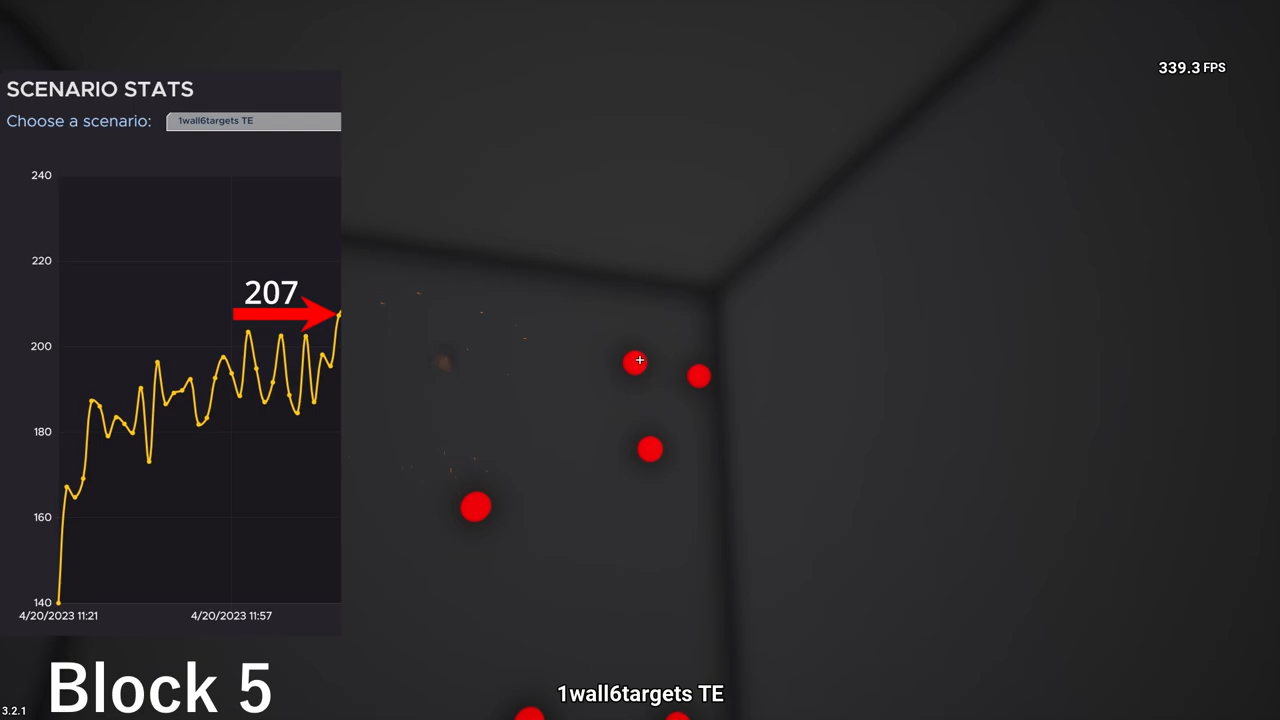 339.3 FPS
SCENARIO STATS
Choose a scenario: 1wall6targets TE
240
220
207
200
180
160
140
4/20/2023 11:21 4/20/2023 11:57
Block 5
1wall6targets TE
3.2.1